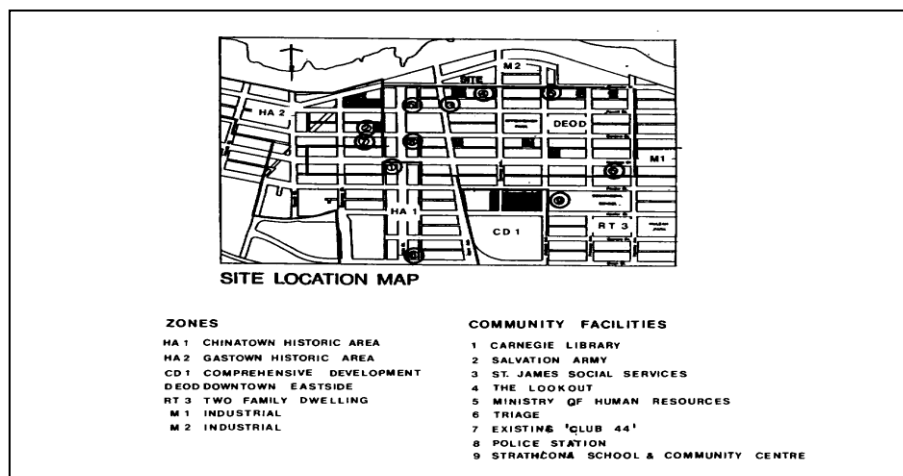 M2
SITE
HA 2
DEOD
M1
HA 1
CD 1
RT 3
SITE LOCATION MAP
ZONES
HA 1 CHINATOWN HISTORIC AREA
HA 2 GASTOWN HISTORIC AREA
CD 1 COMPREHENSIVE DEVELOPMENT
DEOD DOWNTOWN EASTSIDE
RT 3 TWO FAMILY DWELLING
M 1 INDUSTRIAL
M 2 INDUSTRIAL
COMMUNITY FACILITIES
1 CARNEGIE LIBRARY
2 SALVATION ARMY
3 ST. JAMES SOCIAL SERVICES
4 THE LOOKOUT
5 MINISTRY OF HUMAN RESOURCES
6 TRIAGE
7 EXISTING 'CLUB 44'
8 POLICE STATION
9 STRATHCONA SCHOOL & COMMUNITY CENTRE